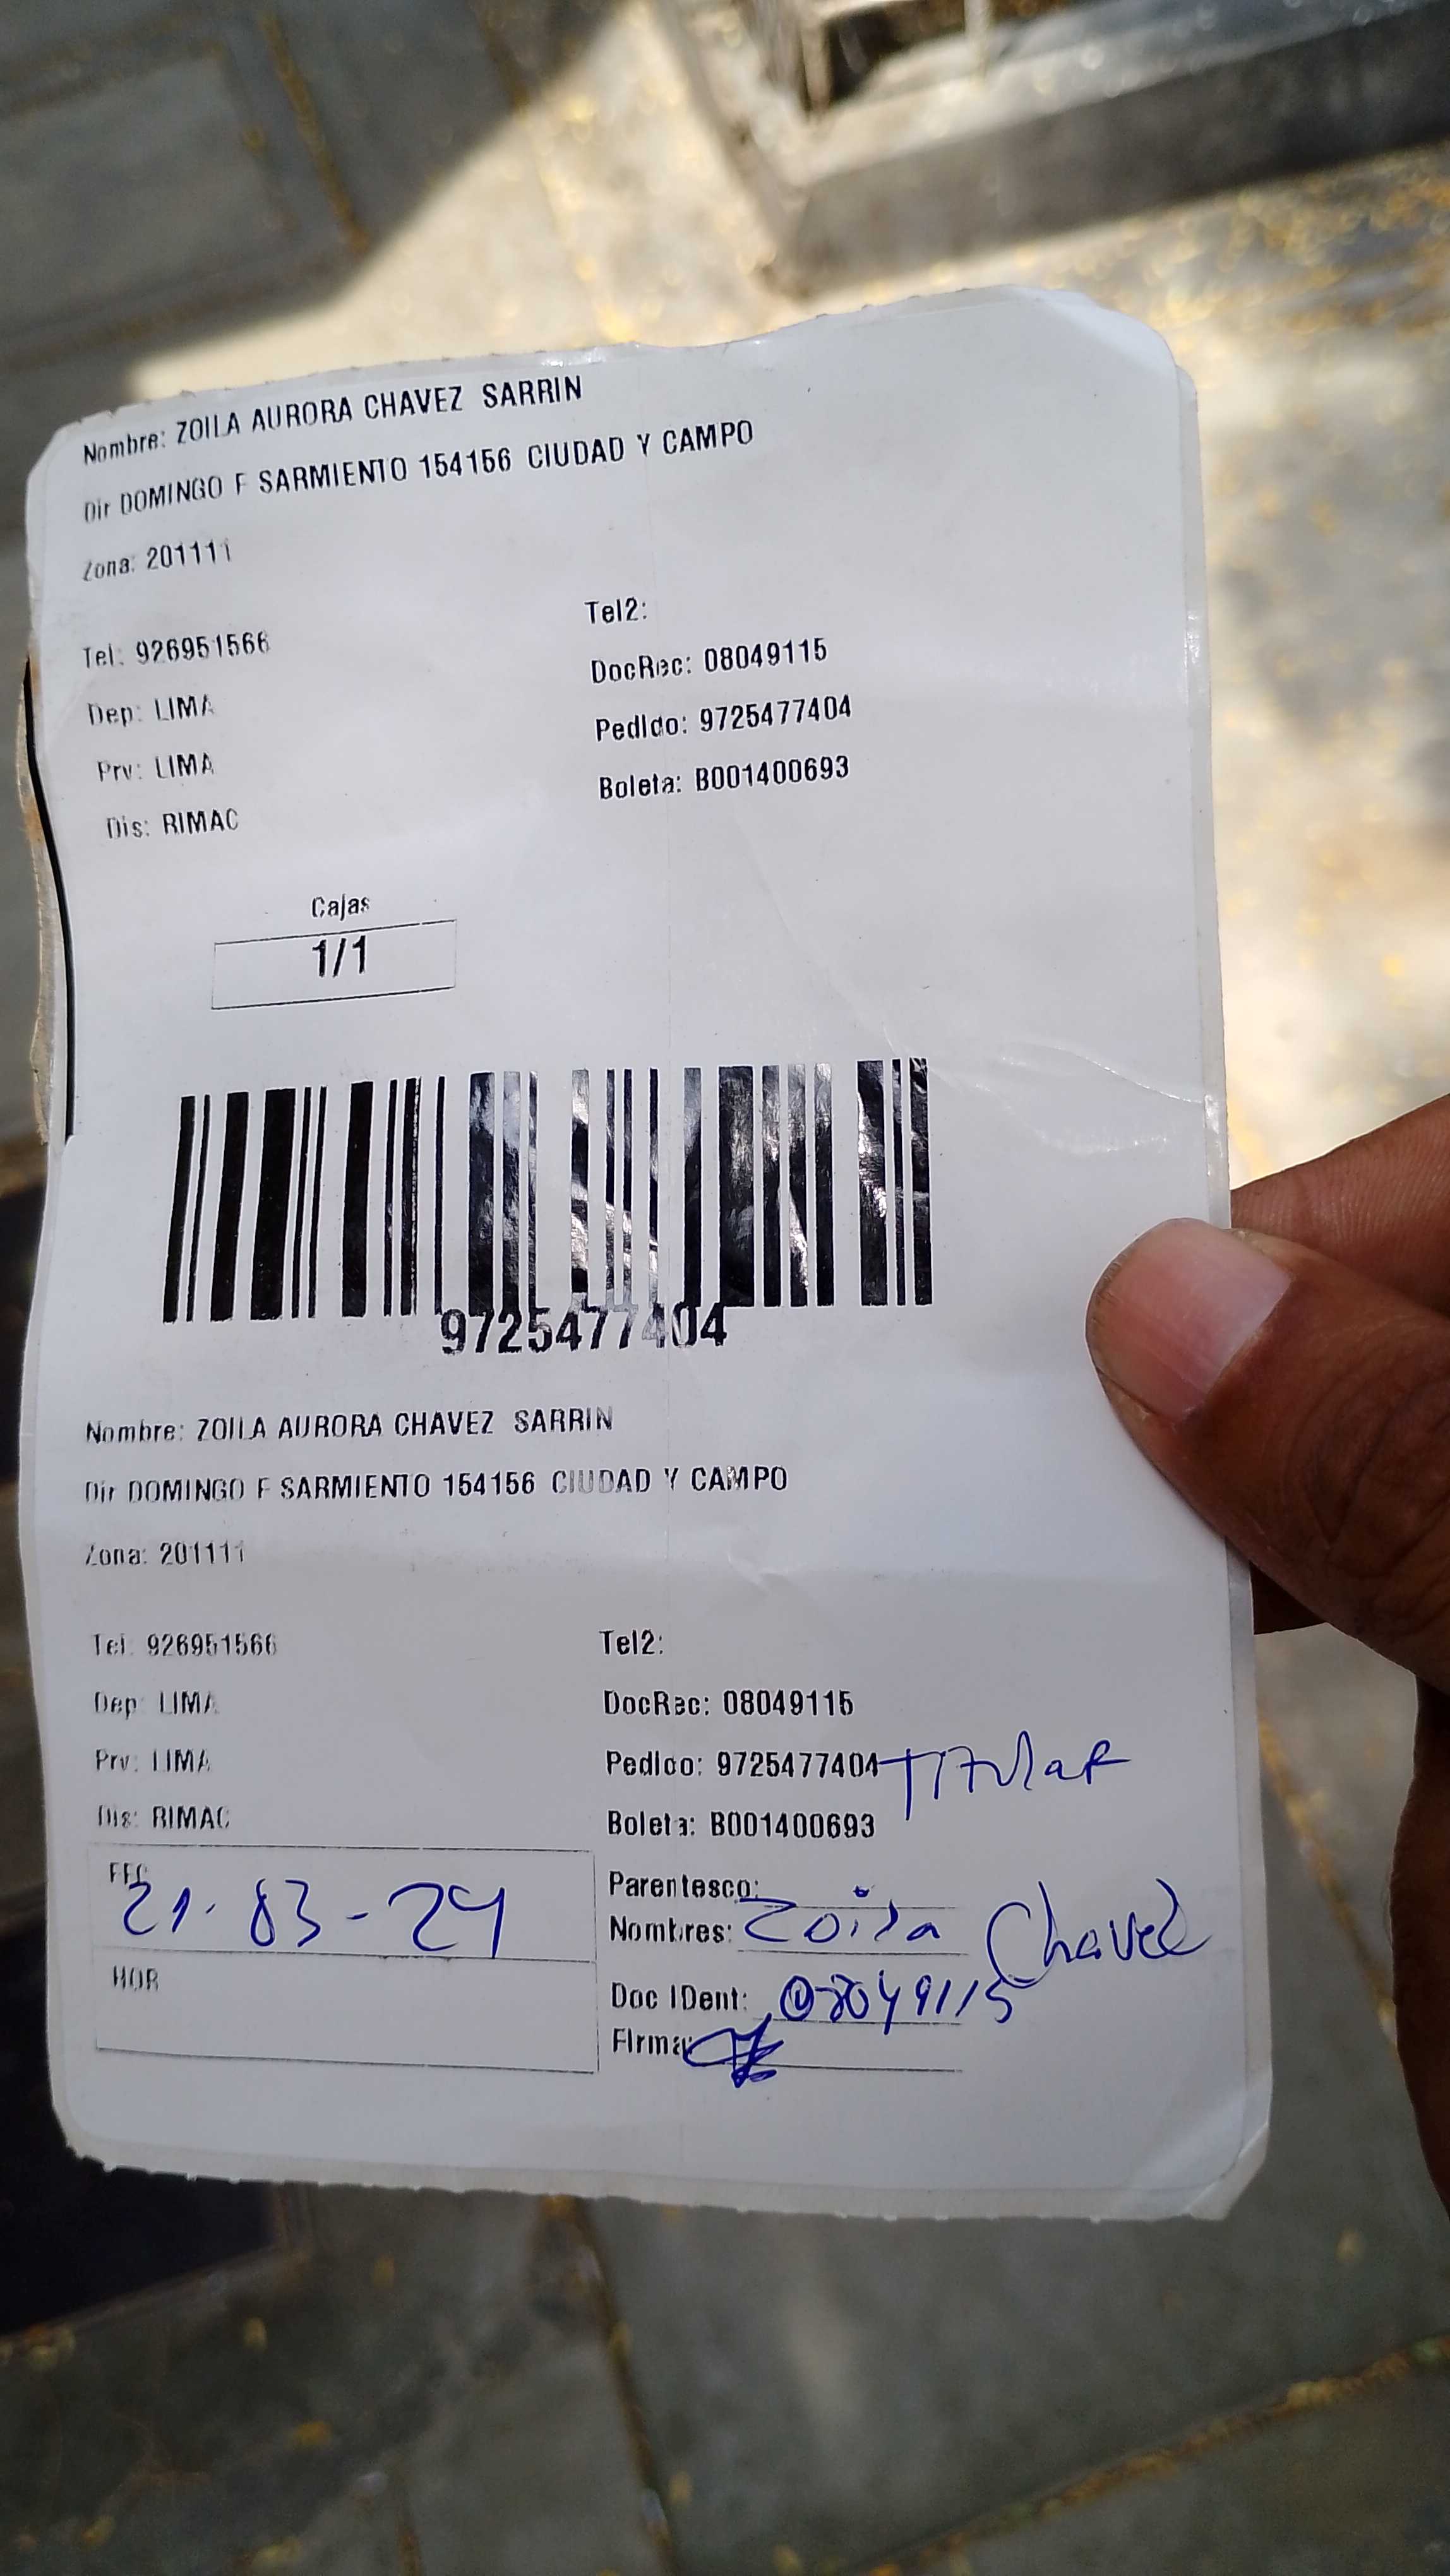 Nombre: ZOILA AURORA CHAVEZ SARRIN
Dir DOMINGO F SARMIENTO 154156 CIUDAD Y CAMPO
Zona: 201111
Tel2:
Tel: 926951566
DocRec: 08049115
Dep: LIMA
Pedido: 9725477404
Prv: LIMA
Boleta: B001400693
Dis: RIMAC
Cajas
1/1
9725477404
Nombre: ZOILA AURORA CHAVEZ SARRIN
Dir DOMINGO F SARMIENTO 154156 CIUDAD Y CAMPO
Zona: 201111
Tel: 926951566 Tel2:
Dep: LIMA DocRec: 08049115
Prv: LIMA Pedido: 9725477404 TITULAR
Dis: RIMAC Boleta: B001400693
FEC 21-03-24
Parentesco:
Nombres: Zoila Chavez
HOR
Doc IDent: 08049115
Firma: